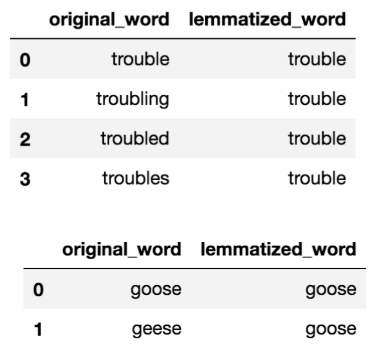 original_word lemmatized_word
0 trouble trouble
1 troubling trouble
2 troubled trouble
3 troubles trouble
original_word lemmatized_word
0 goose goose
1 geese goose